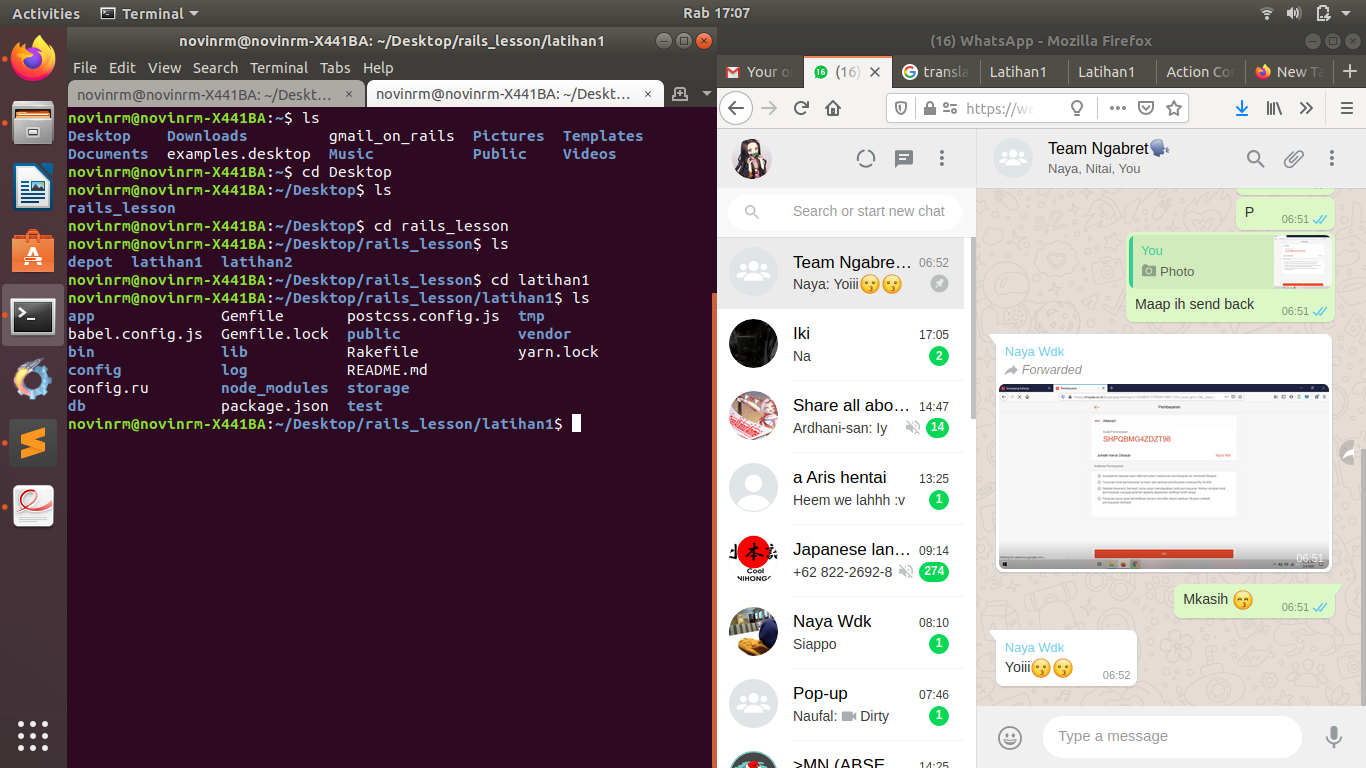 Activities Terminal Rab 17:07
novinrm@novinrm-X441BA: ~/Desktop/rails_lesson/latihan1
File Edit View Search Terminal Tabs Help
novinrm@novinrm-X441BA: ~/Deskt... × novinrm@novinrm-X441BA: ~/Deskt... ×
novinrm@novinrm-X441BA:~$ ls
Desktop Downloads gmail_on_rails Pictures Templates
Documents examples.desktop Music Public Videos
novinrm@novinrm-X441BA:~$ cd Desktop
novinrm@novinrm-X441BA:~/Desktop$ ls
rails_lesson
novinrm@novinrm-X441BA:~/Desktop$ cd rails_lesson
novinrm@novinrm-X441BA:~/Desktop/rails_lesson$ ls
depot latihan1 latihan2
novinrm@novinrm-X441BA:~/Desktop/rails_lesson$ cd latihan1
novinrm@novinrm-X441BA:~/Desktop/rails_lesson/latihan1$ ls
app Gemfile postcss.config.js tmp
babel.config.js Gemfile.lock public vendor
bin lib Rakefile yarn.lock
config log README.md
config.ru node_modules storage
db package.json test
novinrm@novinrm-X441BA:~/Desktop/rails_lesson/latihan1$
(16) WhatsApp - Mozilla Firefox
Your o (16) transla Latihan1 Latihan1 Action Co New Ta
https://we
Search or start new chat
Team Ngabre... 06:52
Naya: Yoiii😙😙
Iki 17:05
Na 2
Share all abo... 14:47
Ardhani-san: Iy 14
a Aris hentai 13:25
Heem we lahhh :v 1
小本家
Cool
NIHONGO
Japanese lan... 09:14
+62 822-2692-8 274
Naya Wdk 08:10
Siappo 1
Pop-up 07:46
Naufal: Dirty 1
>MN (ABSE 14:25
Team Ngabret🗣
Naya, Nitai, You
P 06:51
You
Photo
Maap ih send back 06:51
Naya Wdk
Forwarded
Pembayaran
SHPQBMG4ZDZT98
06:51
Mkasih 😙 06:51
Naya Wdk
Yoiii😙😙 06:52
Type a message